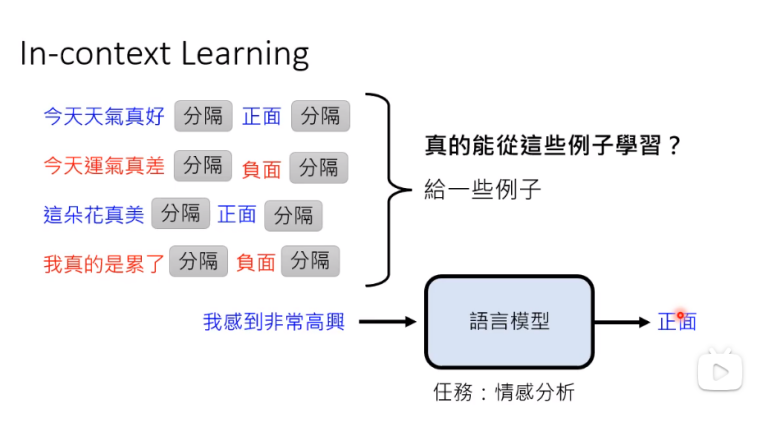 In-context Learning
今天天氣真好 分隔 正面 分隔
今天運氣真差 分隔 負面 分隔
這朵花真美 分隔 正面 分隔
我真的是累了 分隔 負面 分隔
真的能從這些例子學習？
給一些例子
我感到非常高興 語言模型 正面
任務：情感分析